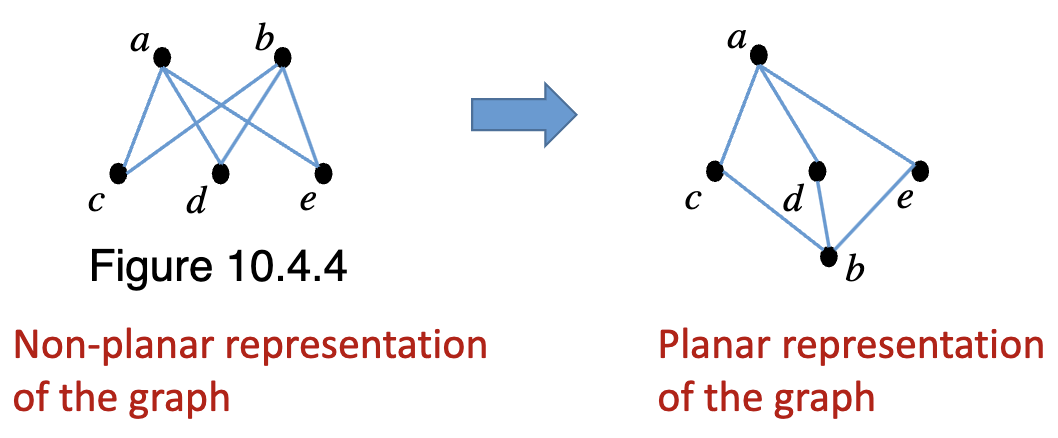 a b
c d e
Figure 10.4.4
Non-planar representation
of the graph
a
c d e
b
Planar representation
of the graph